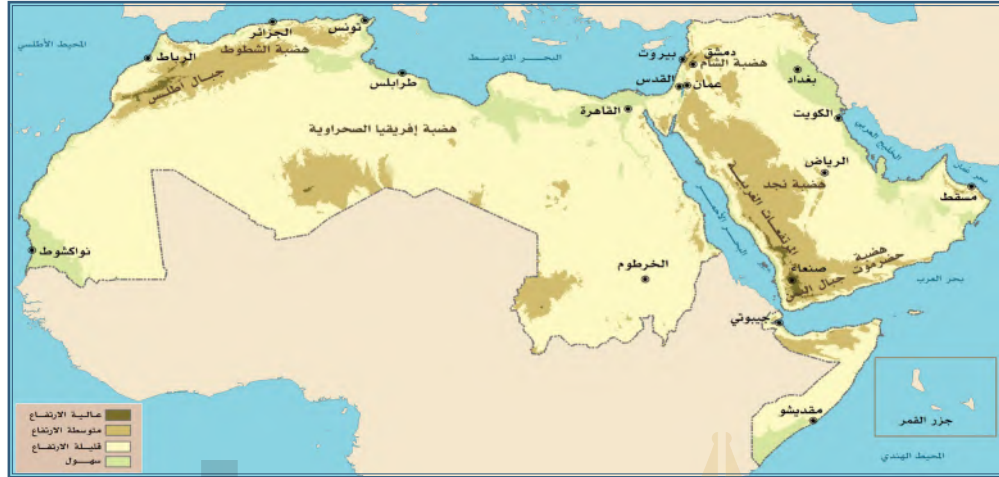 المحيط الأطلسي
الرباط
الجزائر
تونس
هضبة الشطوط
جبال أطلس
طرابلس
البحر المتوسط
بيروت
دمشق
هضبة الشام
القدس
عمان
بغداد
القاهرة
الكويت
الخليج العربي
هضبة إفريقيا الصحراوية
الرياض
هضبة نجد
المرتفعات الغربية
البحر الأحمر
بحر عمان
مسقط
نواكشوط
الخرطوم
صنعاء
هضبة
حضرموت
جبال اليمن
بحر العرب
جيبوتي
مقديشو
جزر القمر
المحيط الهندي
عالية الارتفاع
متوسطة الارتفاع
قليلة الارتفاع
سهول